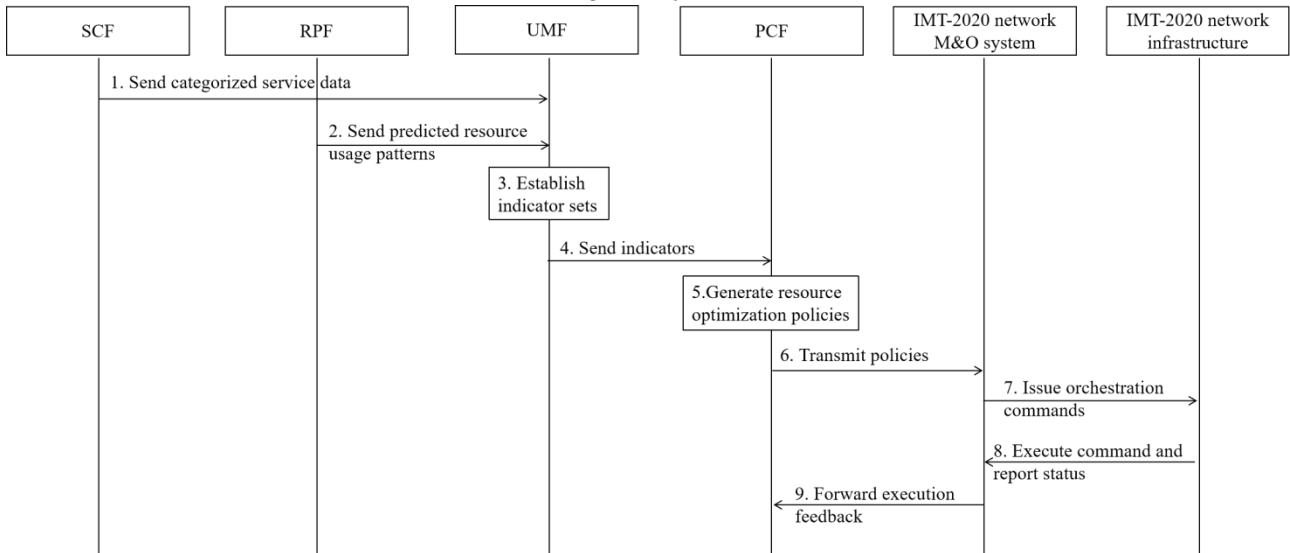 SCF
RPF
UMF
PCF
IMT-2020 network
M&O system
IMT-2020 network
infrastructure
1. Send categorized service data
2. Send predicted resource
usage patterns
3. Establish
indicator sets
4. Send indicators
5.Generate resource
optimization policies
6. Transmit policies
7. Issue orchestration
commands
8. Execute command and
report status
9. Forward execution
feedback